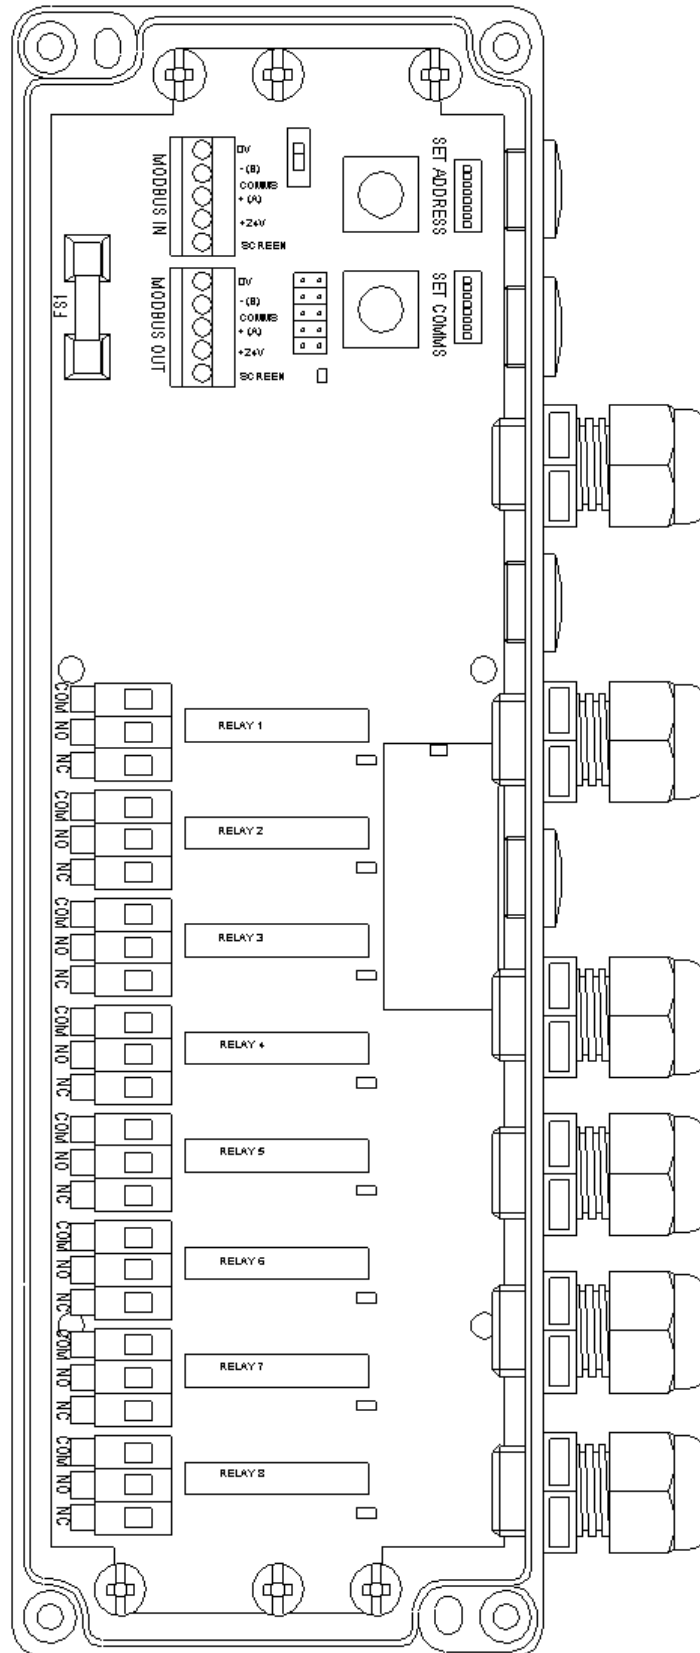 MODBUS IN
0V
-(B)
COMMS
+(A)
+24V
SCREEN
SET ADDRESS
FS1
MODBUS OUT
0V
-(B)
COMMS
+(A)
+24V
SCREEN
SET COMMS
COM
NO
NC
RELAY 1
COM
NO
NC
RELAY 2
COM
NO
NC
RELAY 3
COM
NO
NC
RELAY 4
COM
NO
NC
RELAY 5
COM
NO
NC
RELAY 6
COM
NO
NC
RELAY 7
COM
NO
NC
RELAY 8